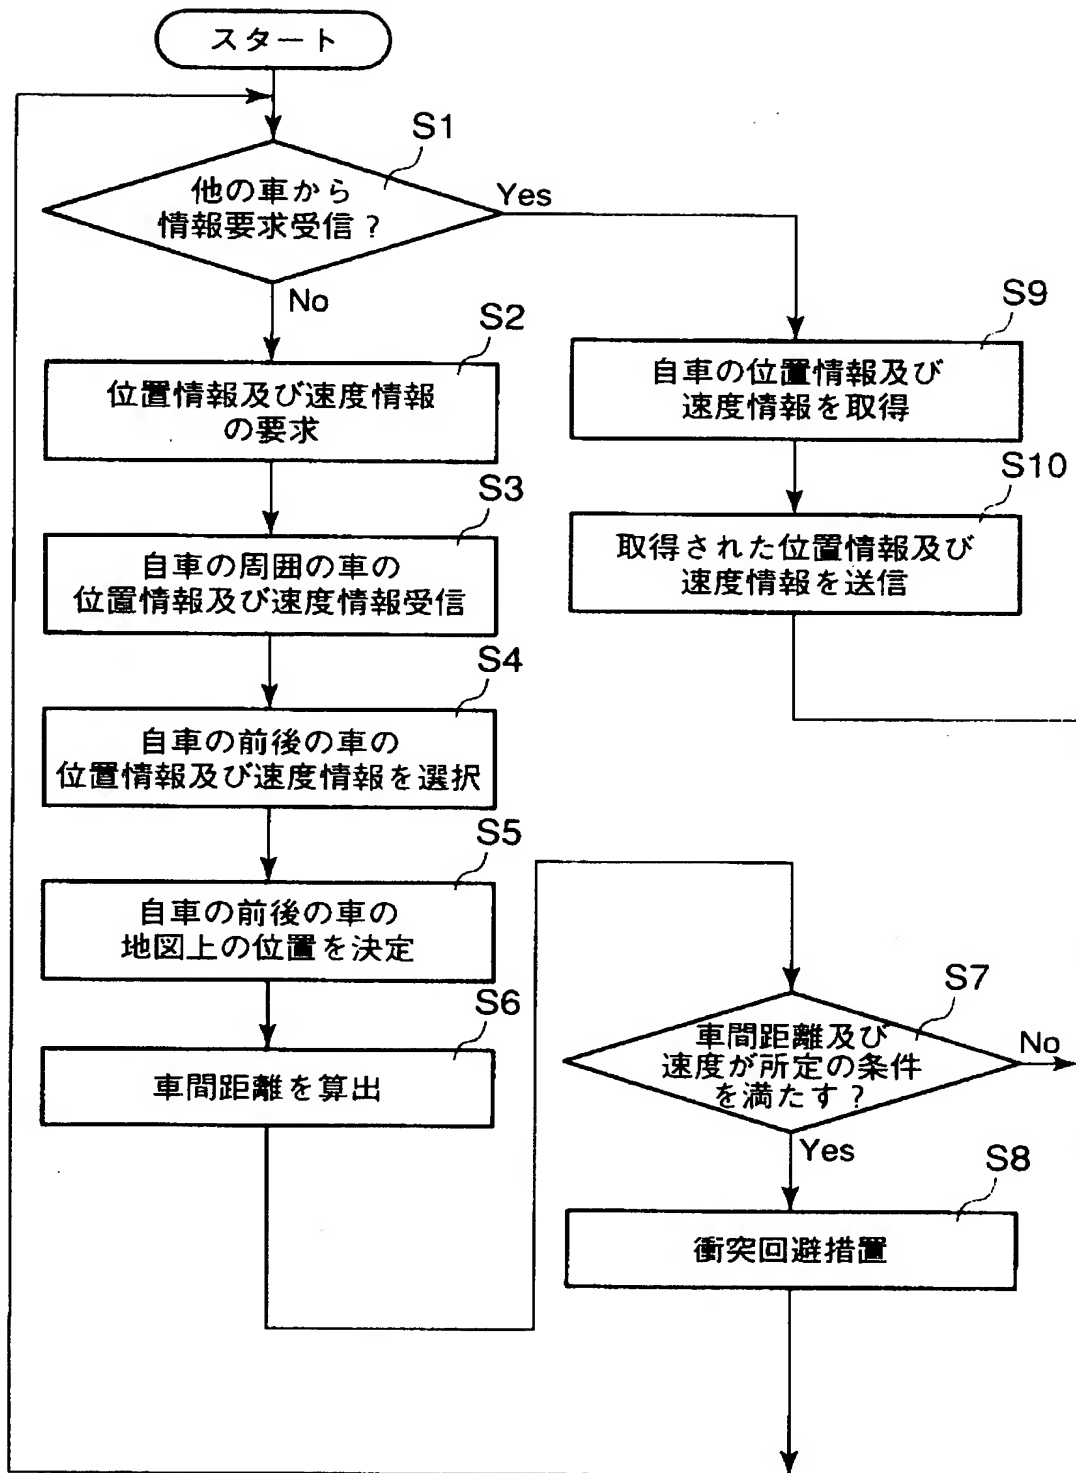 スタート
S1
他の車から
情報要求受信？
Yes
No
S2
位置情報及び速度情報
の要求
S3
自車の周囲の車の
位置情報及び速度情報受信
S4
自車の前後の車の
位置情報及び速度情報を選択
S5
自車の前後の車の
地図上の位置を決定
S6
車間距離を算出
S7
車間距離及び
速度が所定の条件
を満たす？
No
Yes
S8
衝突回避措置
S9
自車の位置情報及び
速度情報を取得
S10
取得された位置情報及び
速度情報を送信